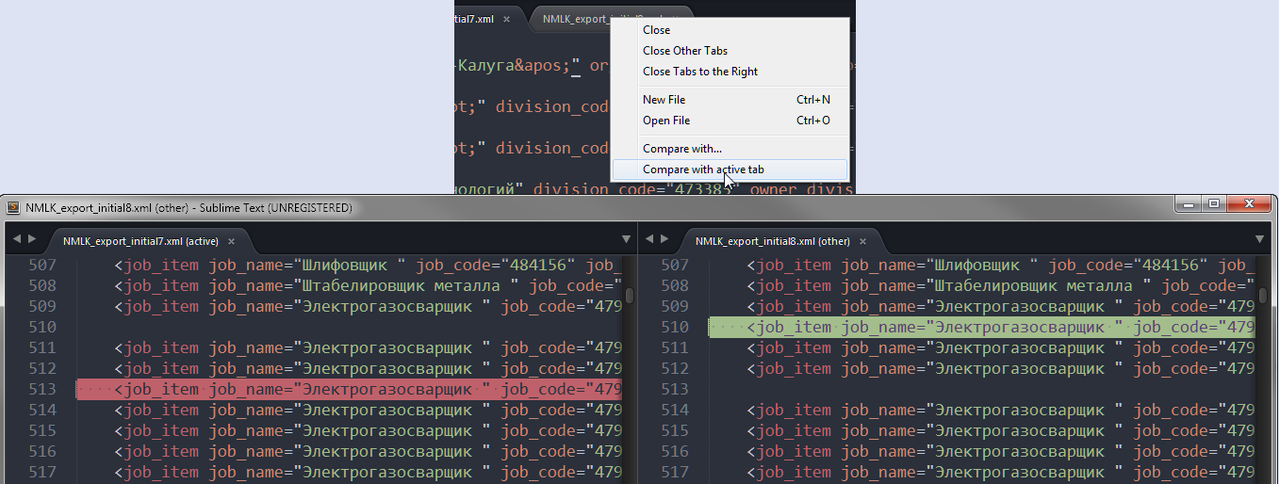 itial7.xml × NMLK_export_initial8
Close
Close Other Tabs
Close Tabs to the Right
New File Ctrl+N
Open File Ctrl+O
Compare with...
Compare with active tab
-Калуга&apos;" or
ot;" division_cod
ot;" division_cod
нологий" division_code="473383" owner_divis
NMLK_export_initial8.xml (other) - Sublime Text (UNREGISTERED)
NMLK_export_initial7.xml (active) ×
507 <job_item job_name="Шлифовщик " job_code="484156" job_
508 <job_item job_name="Штабелировщик металла " job_code="
509 <job_item job_name="Электрогазосварщик " job_code="479
510
511 <job_item job_name="Электрогазосварщик " job_code="479
512 <job_item job_name="Электрогазосварщик " job_code="479
513 <job_item job_name="Электрогазосварщик " job_code="479
514 <job_item job_name="Электрогазосварщик " job_code="479
515 <job_item job_name="Электрогазосварщик " job_code="479
516 <job_item job_name="Электрогазосварщик " job_code="479
517 <job_item job_name="Электрогазосварщик " job_code="479
NMLK_export_initial8.xml (other) ×
507 <job_item job_name="Шлифовщик " job_code="484156" job_
508 <job_item job_name="Штабелировщик металла " job_code="
509 <job_item job_name="Электрогазосварщик " job_code="479
510 <job_item job_name="Электрогазосварщик " job_code="479
511 <job_item job_name="Электрогазосварщик " job_code="479
512 <job_item job_name="Электрогазосварщик " job_code="479
514 <job_item job_name="Электрогазосварщик " job_code="479
515 <job_item job_name="Электрогазосварщик " job_code="479
516 <job_item job_name="Электрогазосварщик " job_code="479
517 <job_item job_name="Электрогазосварщик " job_code="479